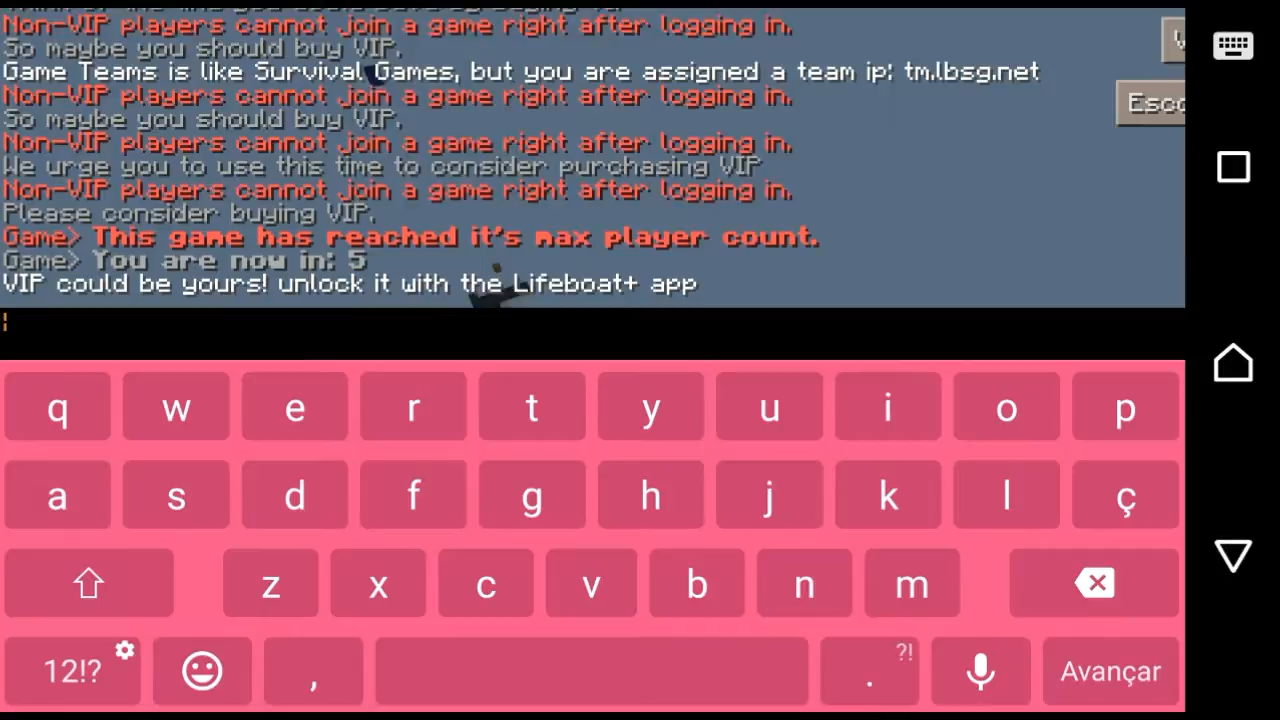 Non-VIP players cannot join a game right after logging in.
So maybe you should buy VIP.
Game Teams is like Survival Games, but you are assigned a team ip: tm.lbsg.net
Non-VIP players cannot join a game right after logging in.
So maybe you should buy VIP.
Non-VIP players cannot join a game right after logging in.
We urge you to use this time to consider purchasing VIP
Non-VIP players cannot join a game right after logging in.
Please consider buying VIP.
Game> This game has reached it's max player count.
Game> You are now in: 5
VIP could be yours! unlock it with the Lifeboat+ app
q w e r t y u i o p
a s d f g h j k l ç
z x c v b n m
12!? , . ?! Avançar